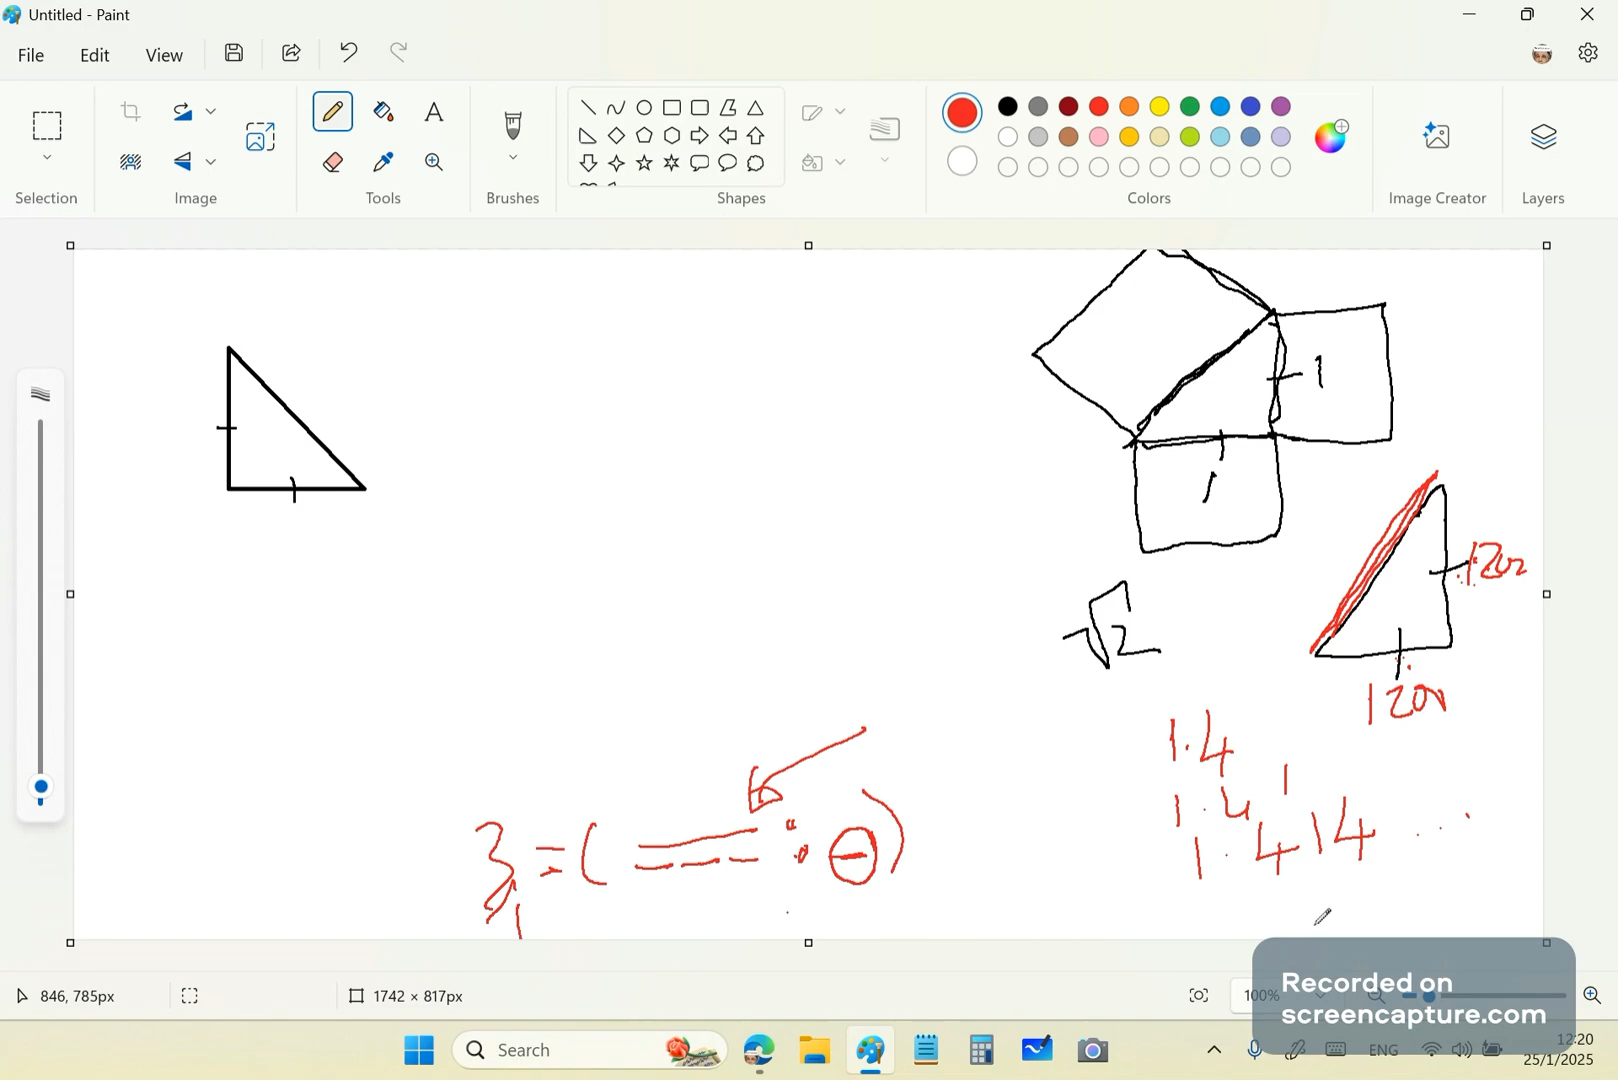 Untitled - Paint
File Edit View
Selection Image Tools Brushes Shapes Colors Image Creator Layers
1
1
√2
1.4
1.41
1.414 ...
846, 785px
1742 × 817px
100%
Recorded on
screencapture.com
Search
ENG
12:20
25/1/2025